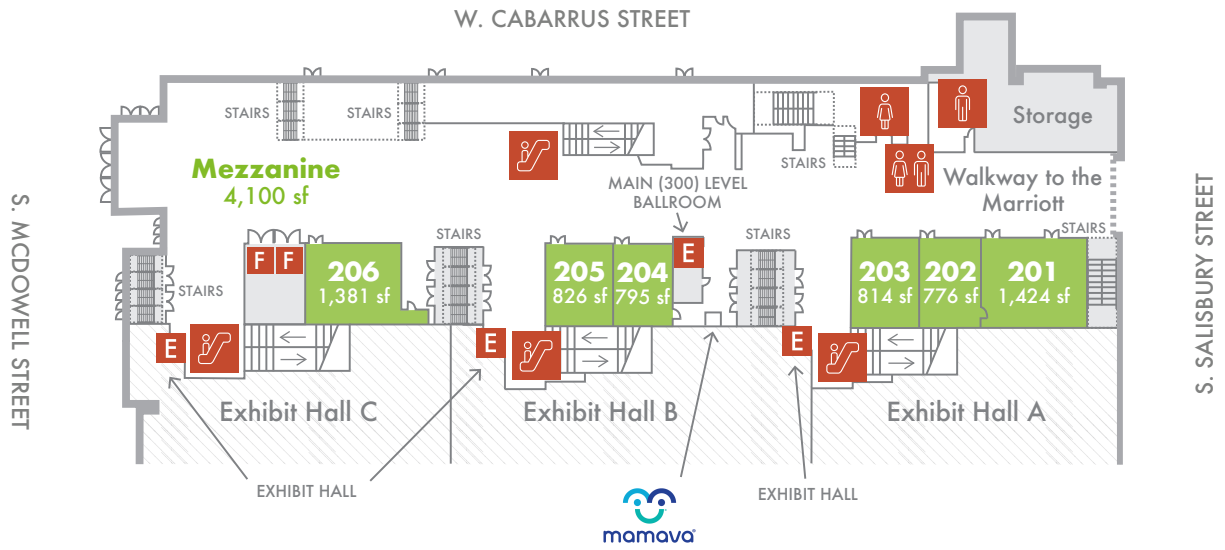 W. CABARRUS STREET
STAIRS
STAIRS
Storage
STAIRS
Mezzanine
4,100 sf
MAIN (300) LEVEL
BALLROOM
Walkway to the
Marriott
S. MCDOWELL STREET
S. SALISBURY STREET
STAIRS
STAIRS
STAIRS
STAIRS
F F
206
1,381 sf
205
826 sf
204
795 sf
E
203
814 sf
202
776 sf
201
1,424 sf
E
E
E
Exhibit Hall C
Exhibit Hall B
Exhibit Hall A
EXHIBIT HALL
EXHIBIT HALL
mamava